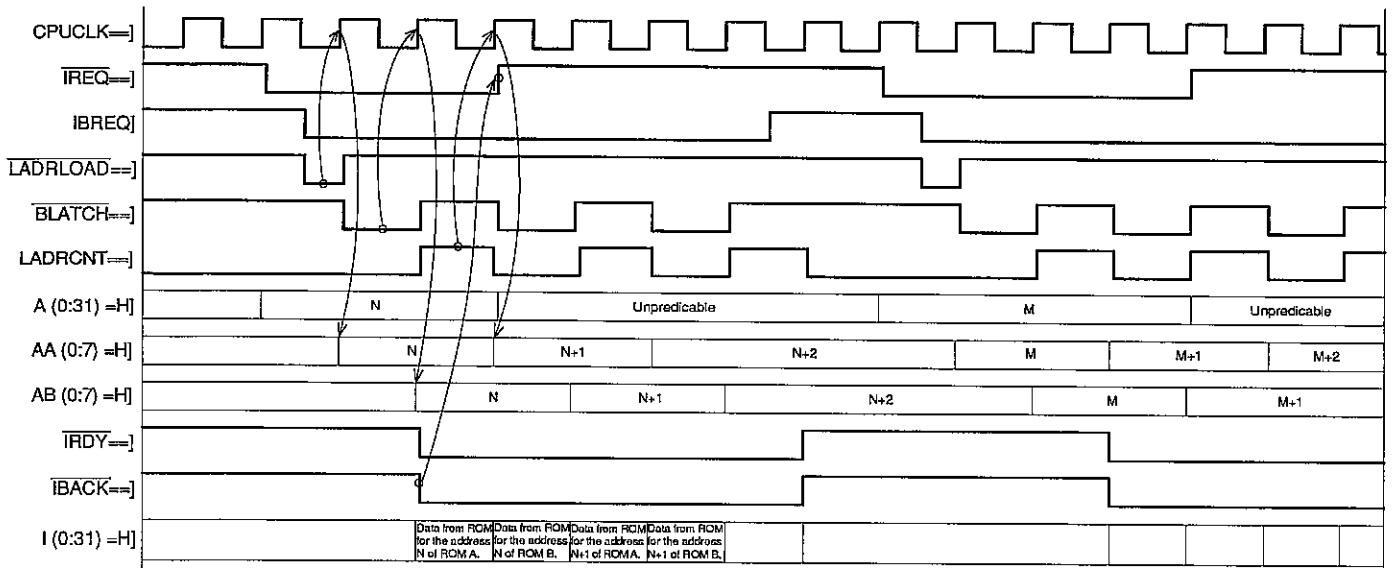 CPUCLK==]
IREQ==]
IBREQ]
LADRLOAD==]
BLATCH==]
LADRCNT==]
A (0:31) =H]
N
Unpredicable
M
Unpredicable
AA (0:7) =H]
N
N+1
N+2
M
M+1
M+2
AB (0:7) =H]
N
N+1
N+2
M
M+1
IRDY==]
IBACK==]
I (0:31) =H]
Data from ROM
for the address
N of ROM A.
Data from ROM
for the address
N of ROM B.
Data from ROM
for the address
N+1 of ROM A.
Data from ROM
for the address
N+1 of ROM B.